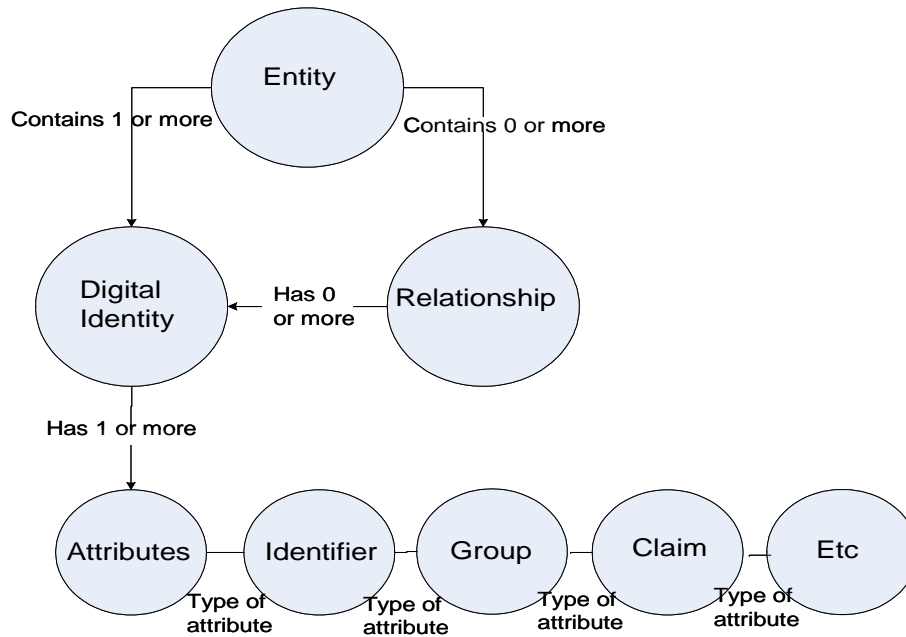 Entity
Contains 1 or more
Contains 0 or more
Digital
Identity
Has 0
or more
Relationship
Has 1 or more
Attributes
Identifier
Group
Claim
Etc
Type of
attribute
Type of
attribute
Type of
attribute
Type of
attribute